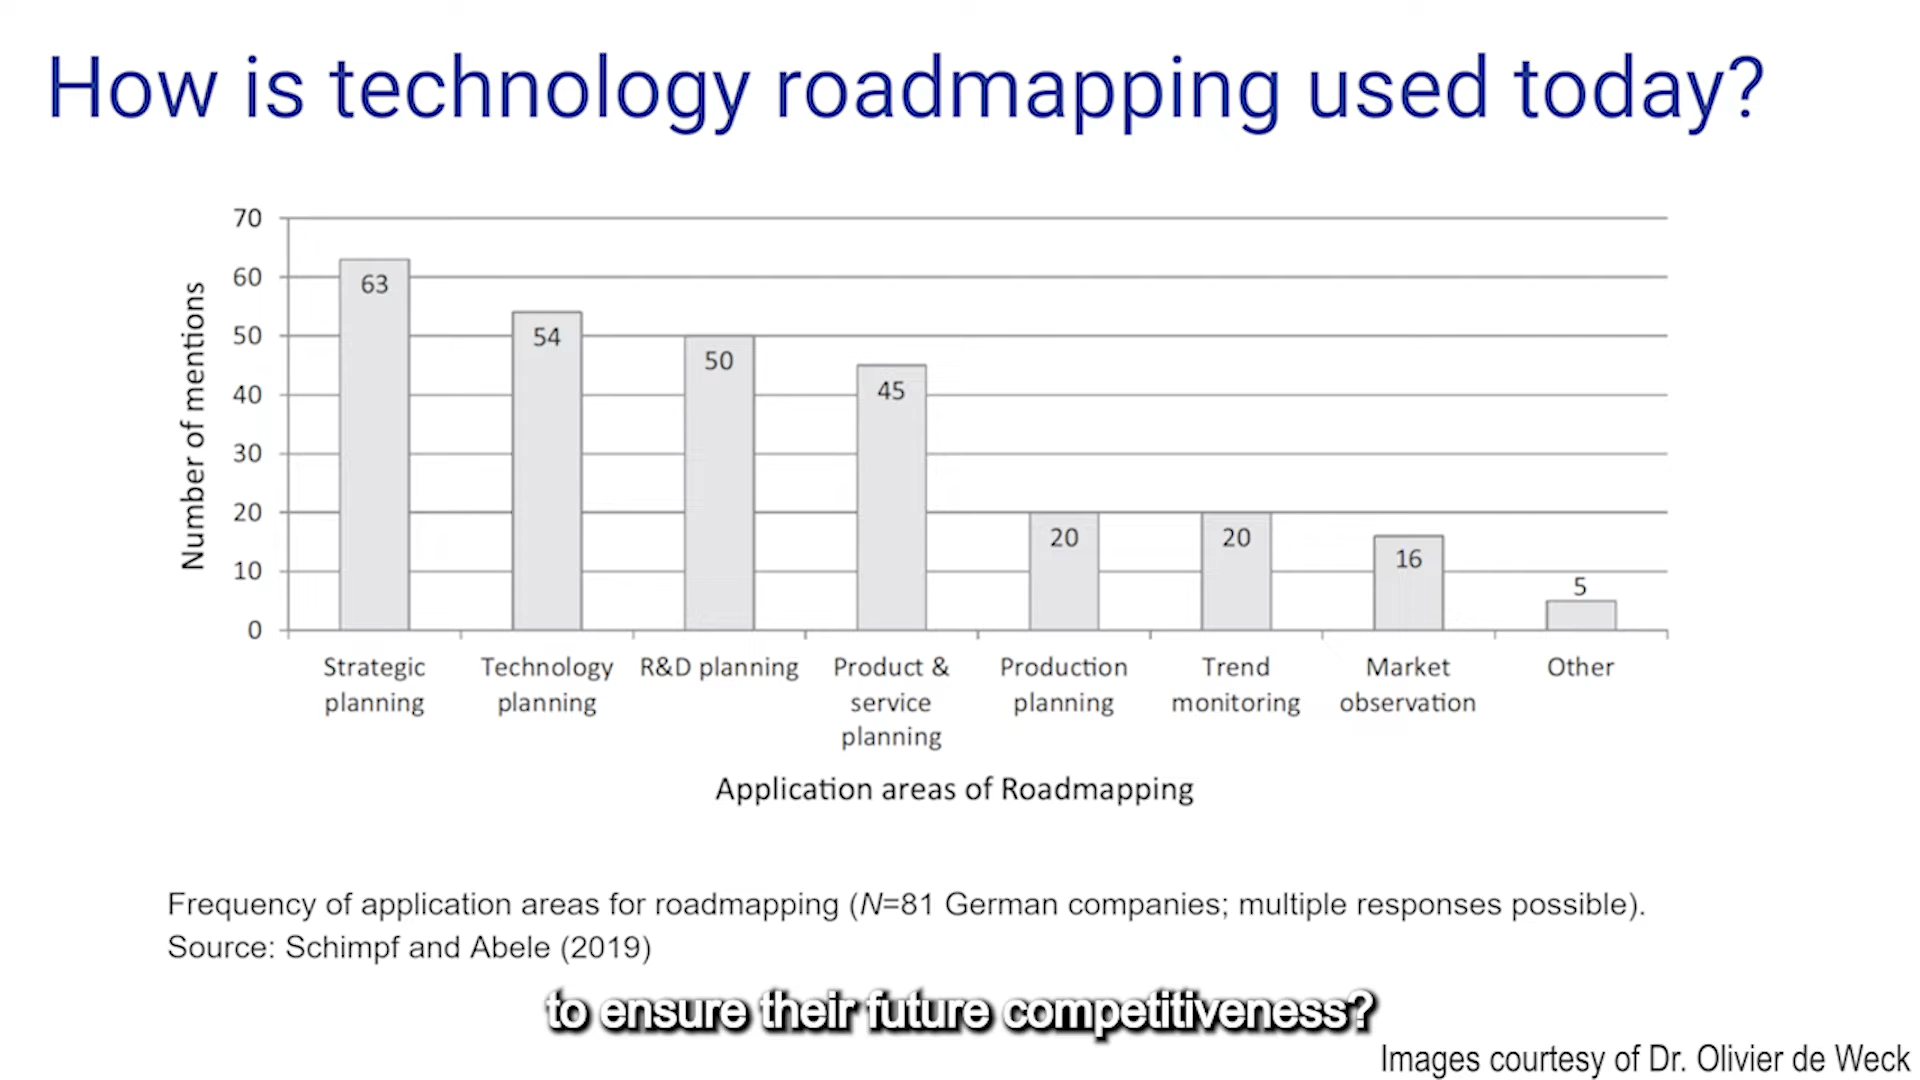 How is technology roadmapping used today?
Number of mentions
70
60
50
40
30
20
10
0
63
54
50
45
20
20
16
5
Strategic planning
Technology planning
R&D planning
Product & service planning
Production planning
Trend monitoring
Market observation
Other
Application areas of Roadmapping
Frequency of application areas for roadmapping (N=81 German companies; multiple responses possible).
Source: Schimpf and Abele (2019)
to ensure their future competitiveness?
Images courtesy of Dr. Olivier de Weck